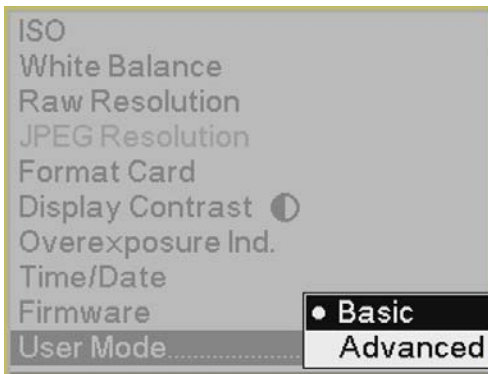 ISO
White Balance
Raw Resolution
JPEG Resolution
Format Card
Display Contrast
Overexposure Ind.
Time/Date
Firmware
• Basic
User Mode....................
Advanced